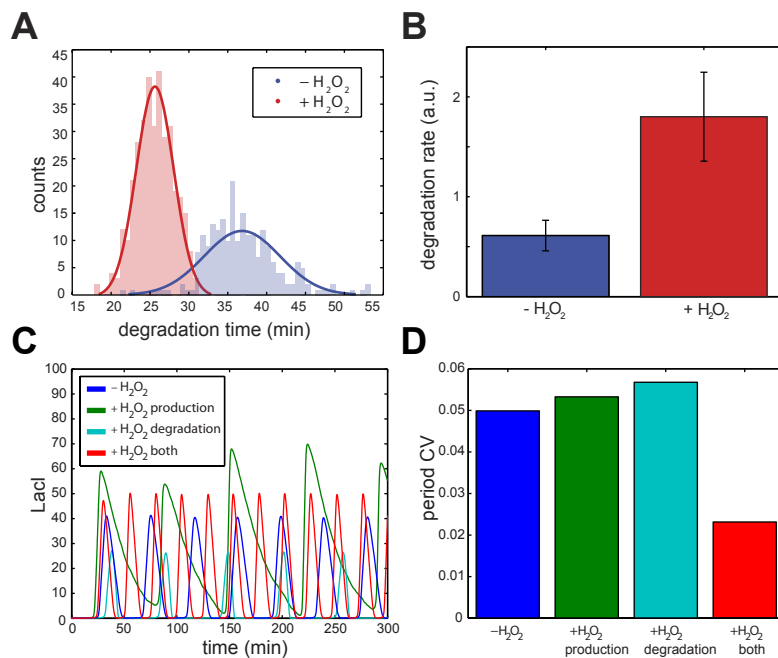 A
45
40
35
30
25
20
15
10
5
0
counts
− H₂O₂
+ H₂O₂
15 20 25 30 35 40 45 50 55
degradation time (min)
B
2
1
0
degradation rate (a.u.)
- H₂O₂
+ H₂O₂
C
100
90
80
70
60
50
40
30
20
10
0
LacI
− H₂O₂
+H₂O₂ production
+H₂O₂ degradation
+ H₂O₂ both
0 50 100 150 200 250 300
time (min)
D
0.06
0.05
0.04
0.03
0.02
0.01
0
period CV
−H₂O₂ +H₂O₂ +H₂O₂ +H₂O₂
production degradation both